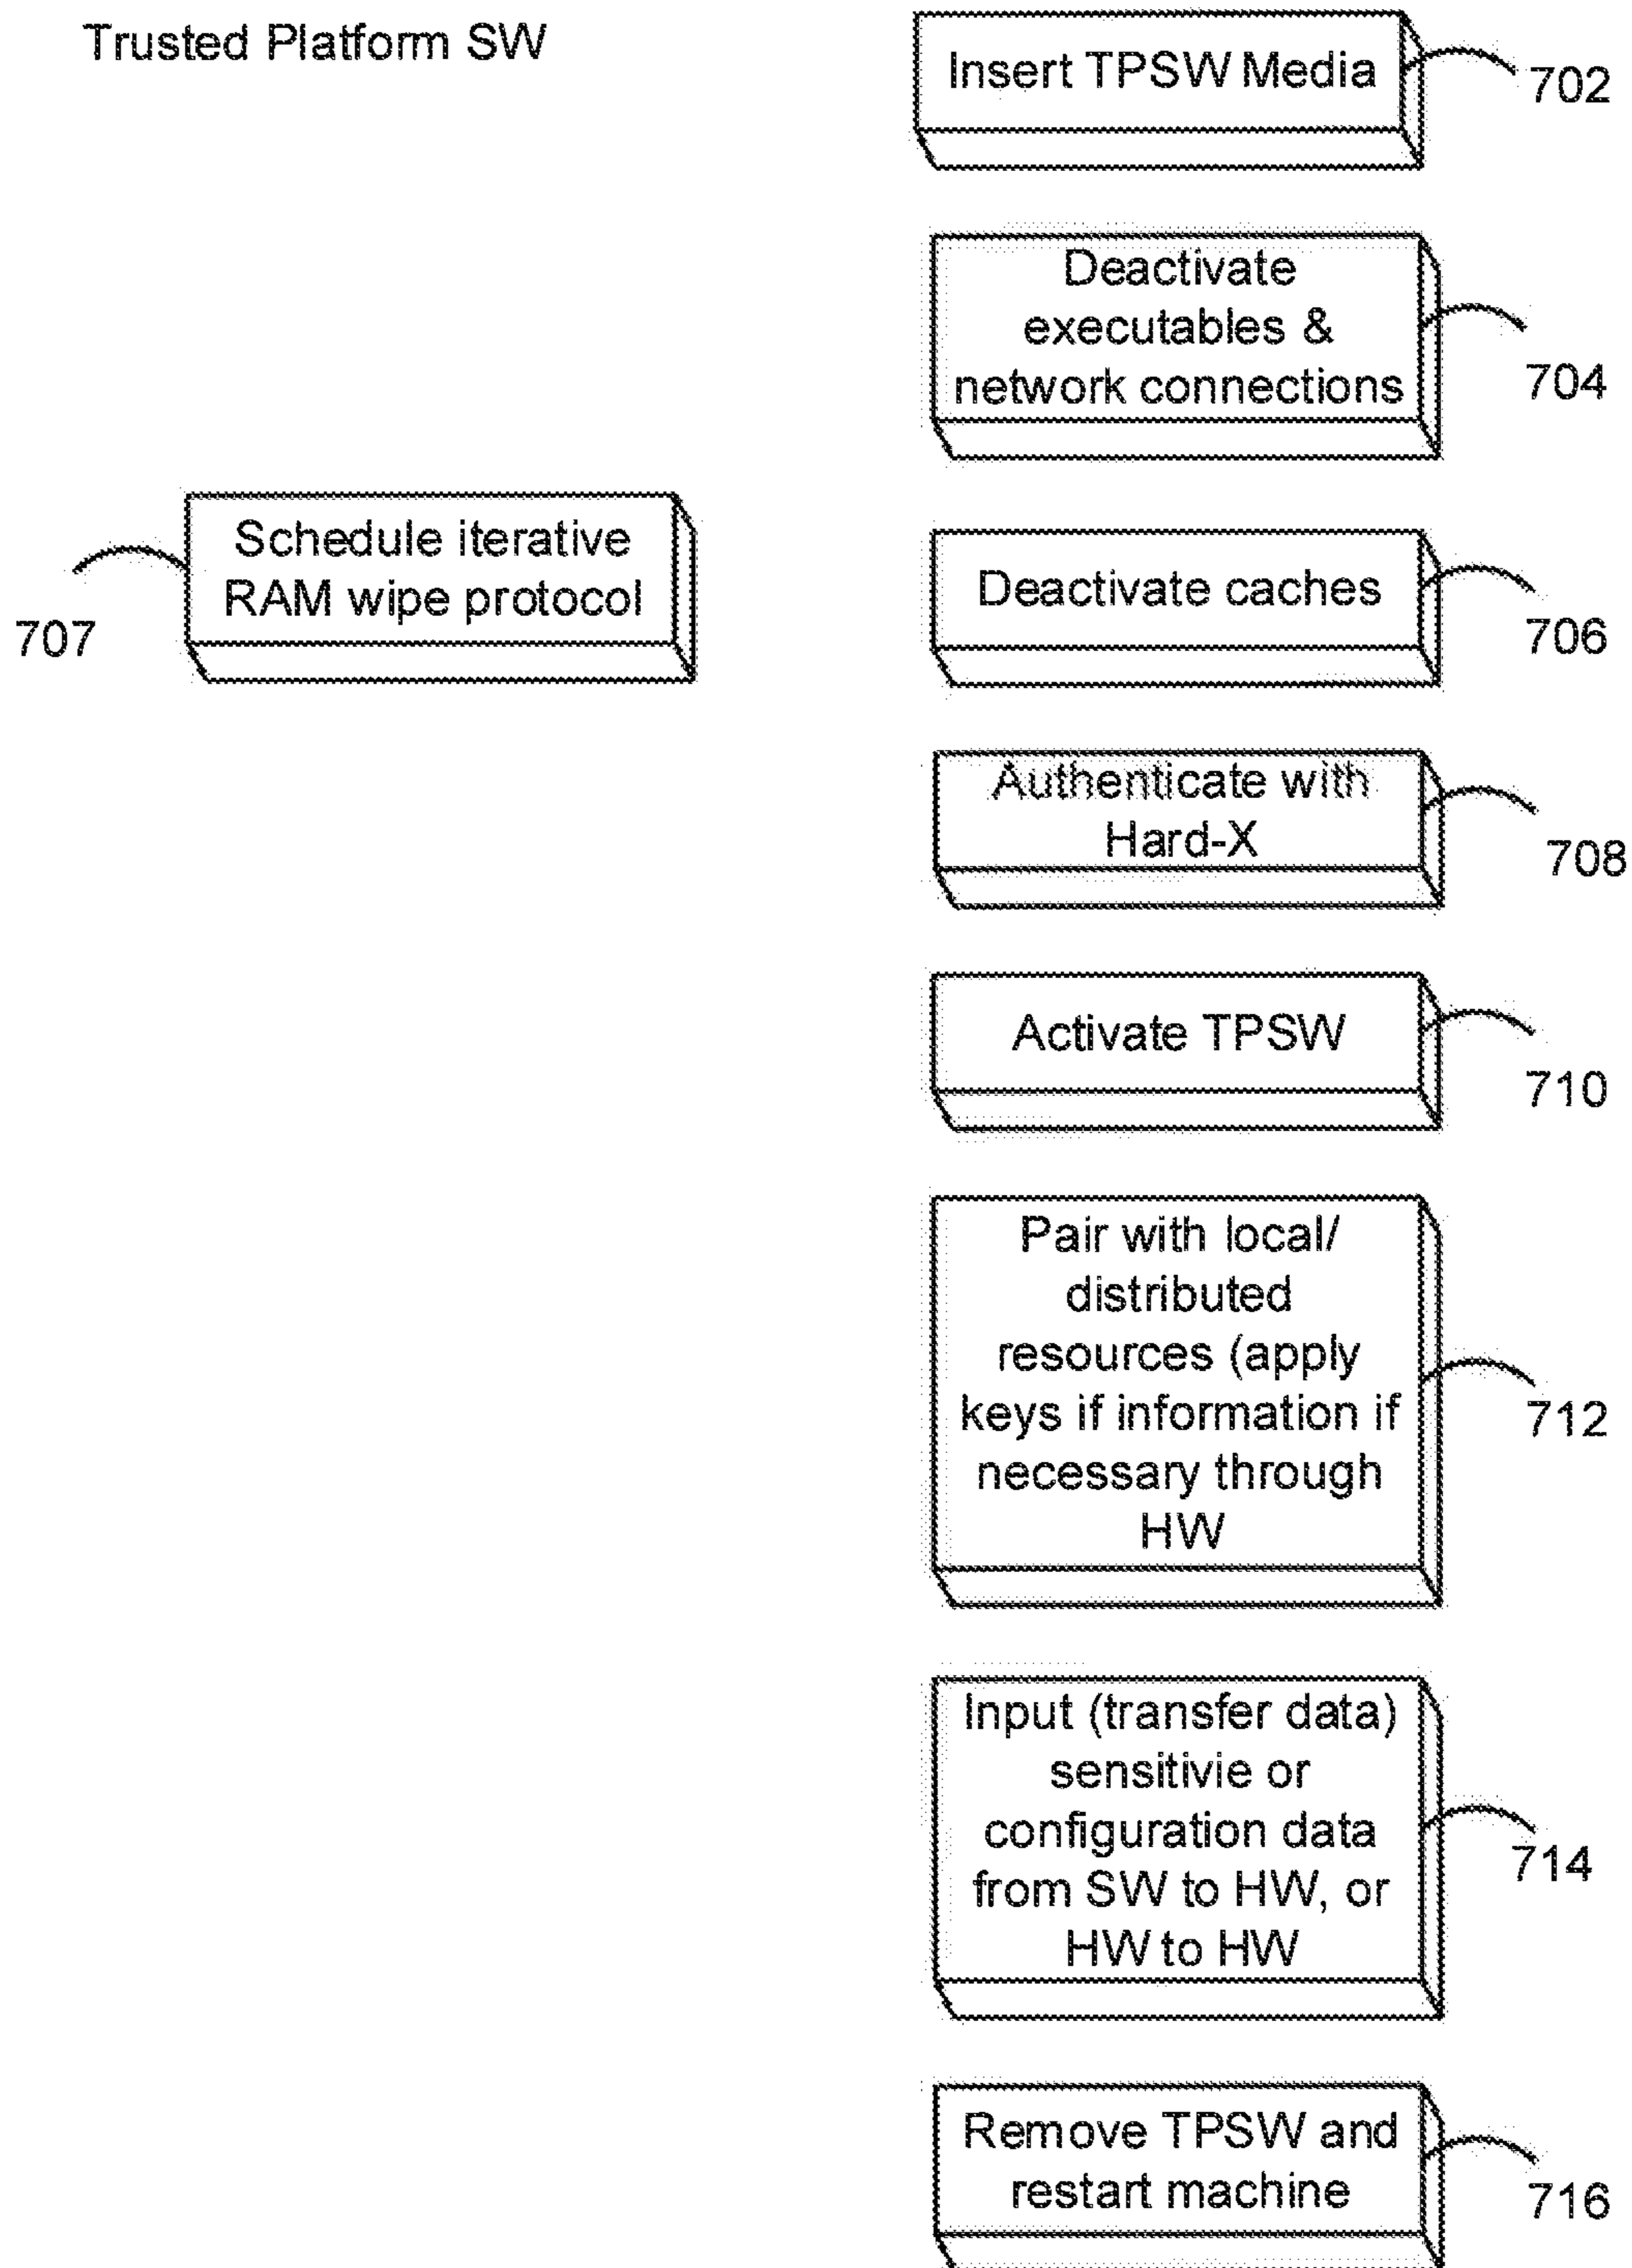 Trusted Platform SW
Insert TPSW Media
702
Deactivate
executables &
network connections
704
Schedule iterative
RAM wipe protocol
707
Deactivate caches
706
Authenticate with
Hard-X
708
Activate TPSW
710
Pair with local/
distributed
resources (apply
keys if information if
necessary through
HW
712
Input (transfer data)
sensitivie or
configuration data
from SW to HW, or
HW to HW
714
Remove TPSW and
restart machine
716